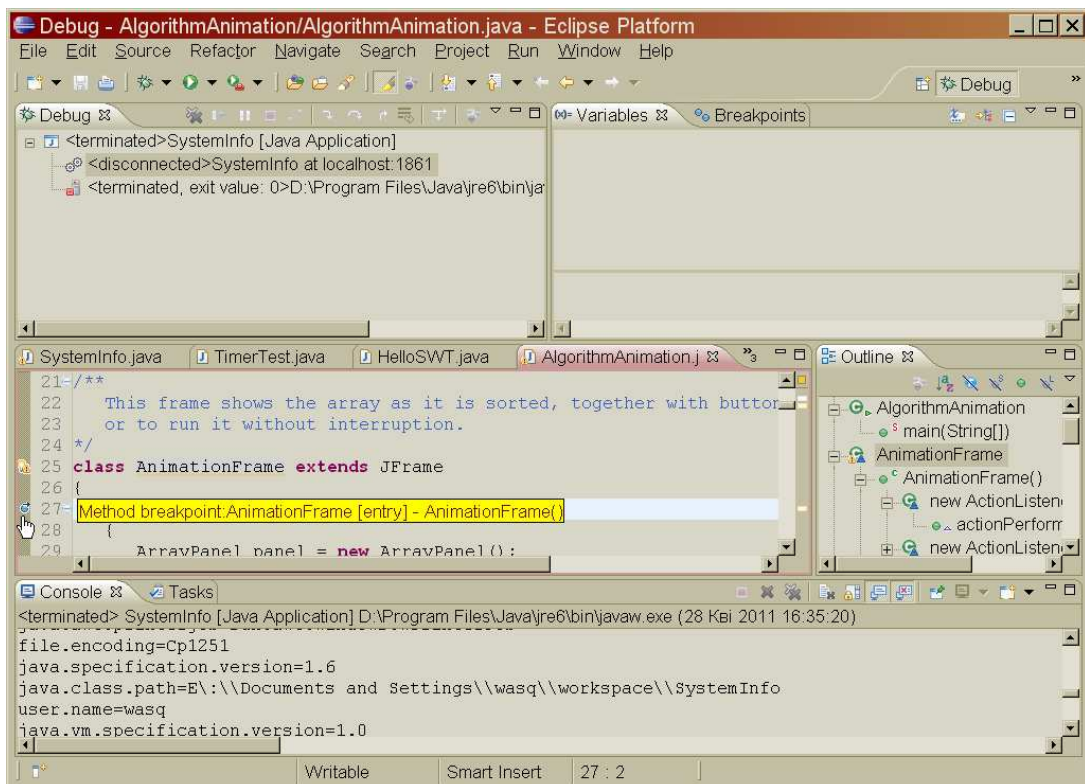 Debug - AlgorithmAnimation/AlgorithmAnimation.java - Eclipse Platform
File Edit Source Refactor Navigate Search Project Run Window Help
Debug »
Debug
Variables Breakpoints
<terminated>SystemInfo [Java Application]
<disconnected>SystemInfo at localhost:1861
<terminated, exit value: 0>D:\Program Files\Java\jre6\bin\ja
SystemInfo.java TimerTest.java HelloSWT.java AlgorithmAnimation.j »3
Outline
21 /**
22 This frame shows the array as it is sorted, together with button
23 or to run it without interruption.
24 */
25 class AnimationFrame extends JFrame
26 {
27 Method breakpoint:AnimationFrame [entry] - AnimationFrame()
28 {
29 ArrayPanel panel = new ArrayPanel();
AlgorithmAnimation
main(String[])
AnimationFrame
AnimationFrame()
new ActionListen
actionPerform
new ActionListen
Console Tasks
<terminated> SystemInfo [Java Application] D:\Program Files\Java\jre6\bin\javaw.exe (28 Кві 2011 16:35:20)
file.encoding=Cp1251
java.specification.version=1.6
java.class.path=E\:\\Documents and Settings\\wasq\\workspace\\SystemInfo
user.name=wasq
java.vm.specification.version=1.0
Writable Smart Insert 27 : 2